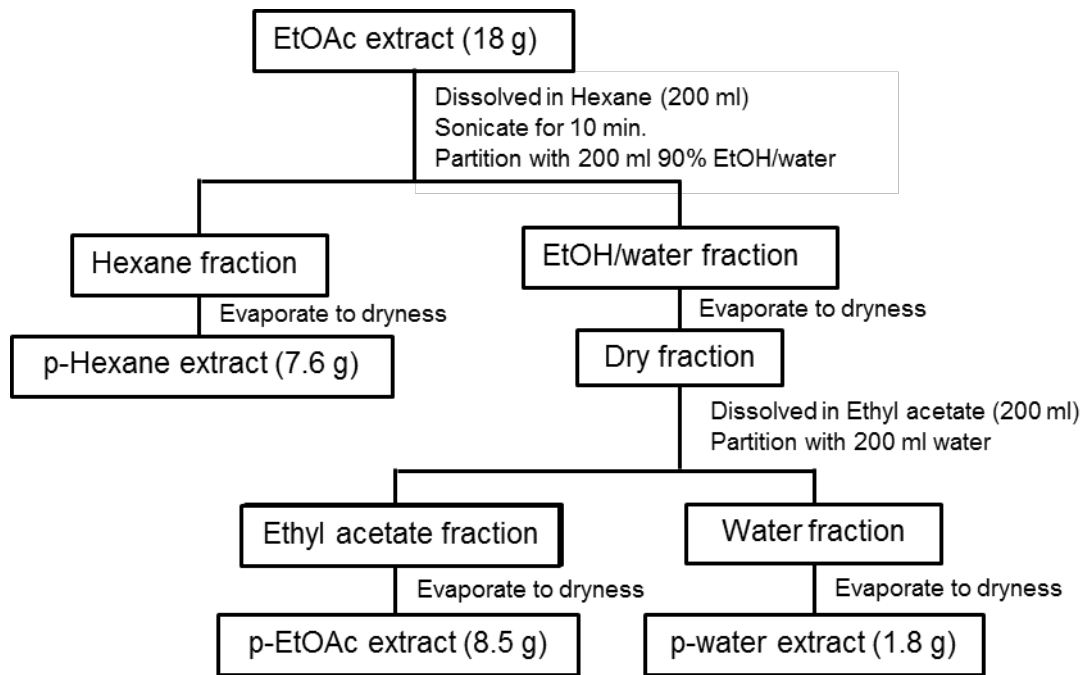 EtOAc extract (18 g)
Dissolved in Hexane (200 ml)
Sonicate for 10 min.
Partition with 200 ml 90% EtOH/water
Hexane fraction
EtOH/water fraction
Evaporate to dryness
Evaporate to dryness
p-Hexane extract (7.6 g)
Dry fraction
Dissolved in Ethyl acetate (200 ml)
Partition with 200 ml water
Ethyl acetate fraction
Water fraction
Evaporate to dryness
Evaporate to dryness
p-EtOAc extract (8.5 g)
p-water extract (1.8 g)